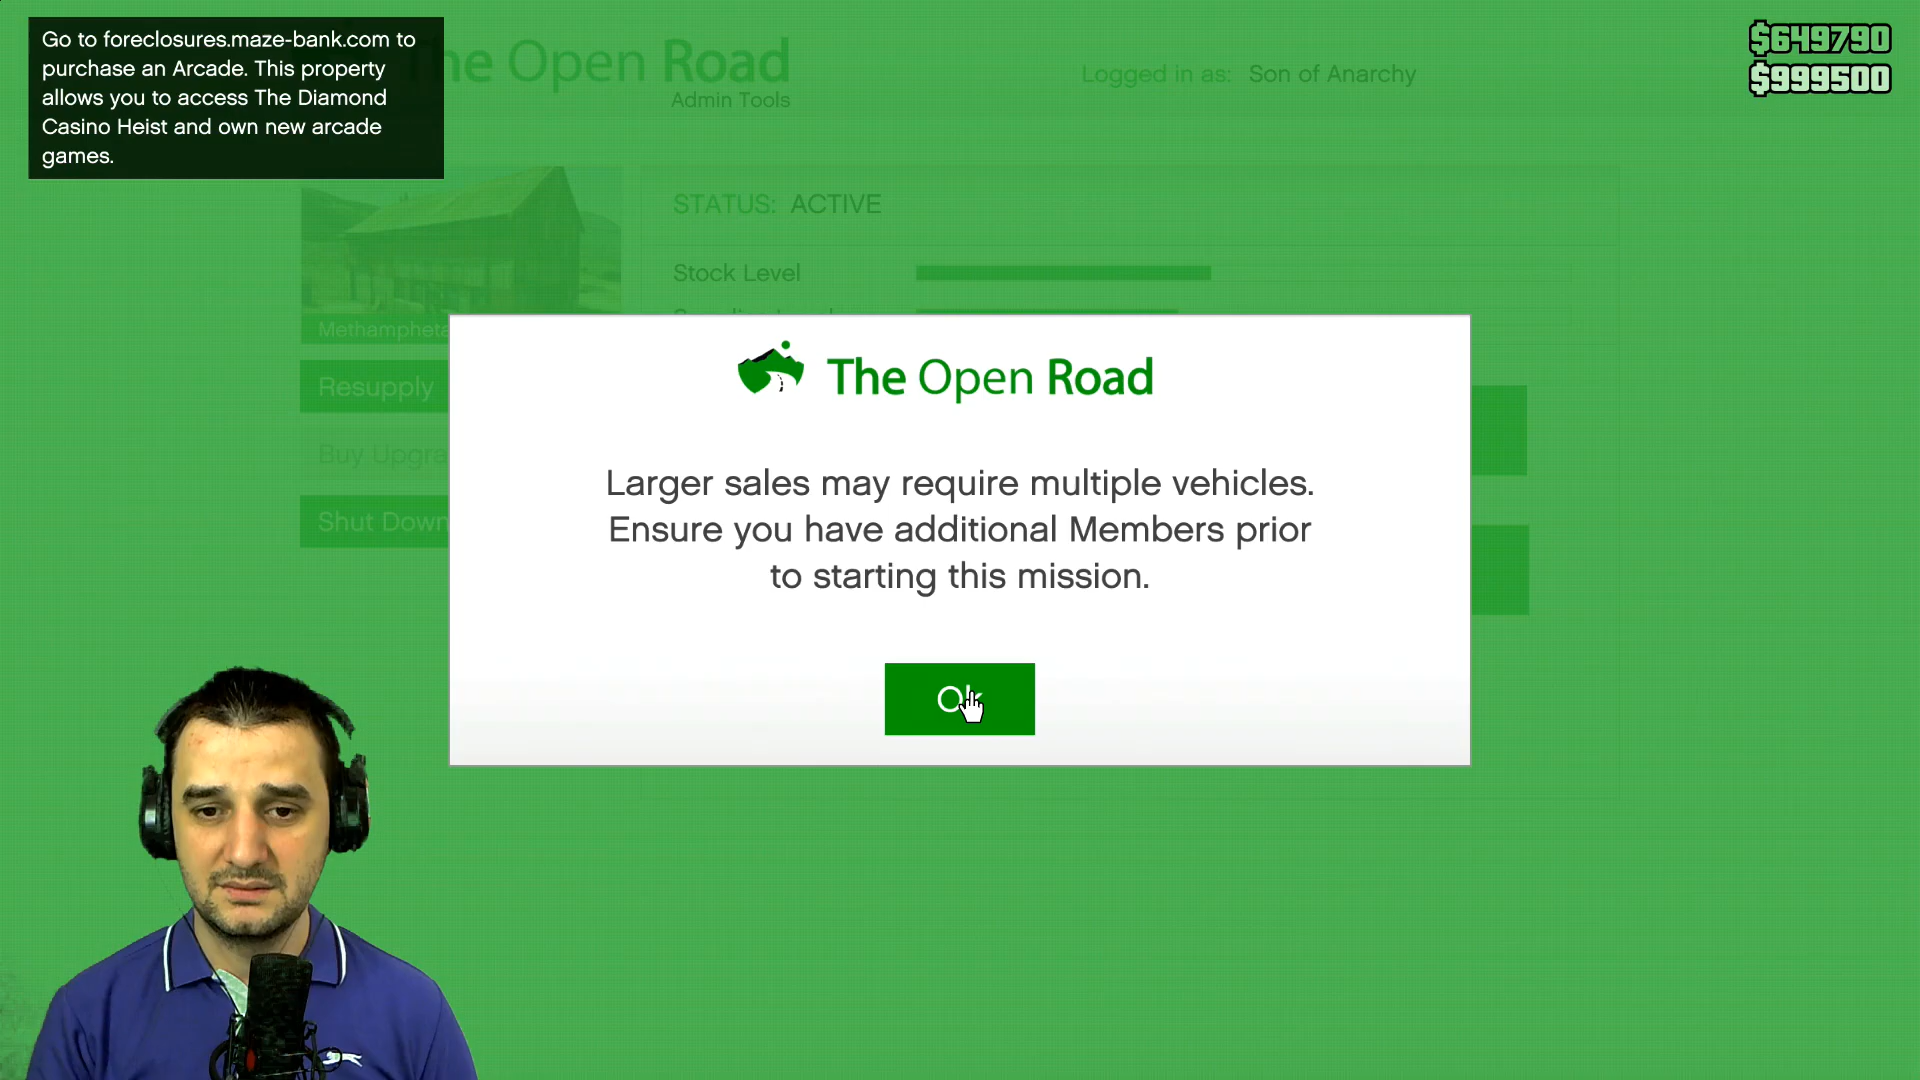 Go to foreclosures.maze-bank.com to
purchase an Arcade. This property
allows you to access The Diamond
Casino Heist and own new arcade
games.
The Open Road
Admin Tools
Logged in as: Son of Anarchy
$649790
$999500
STATUS: ACTIVE
Stock Level
Resupply
Shut Down
The Open Road
Larger sales may require multiple vehicles.
Ensure you have additional Members prior
to starting this mission.
Ok